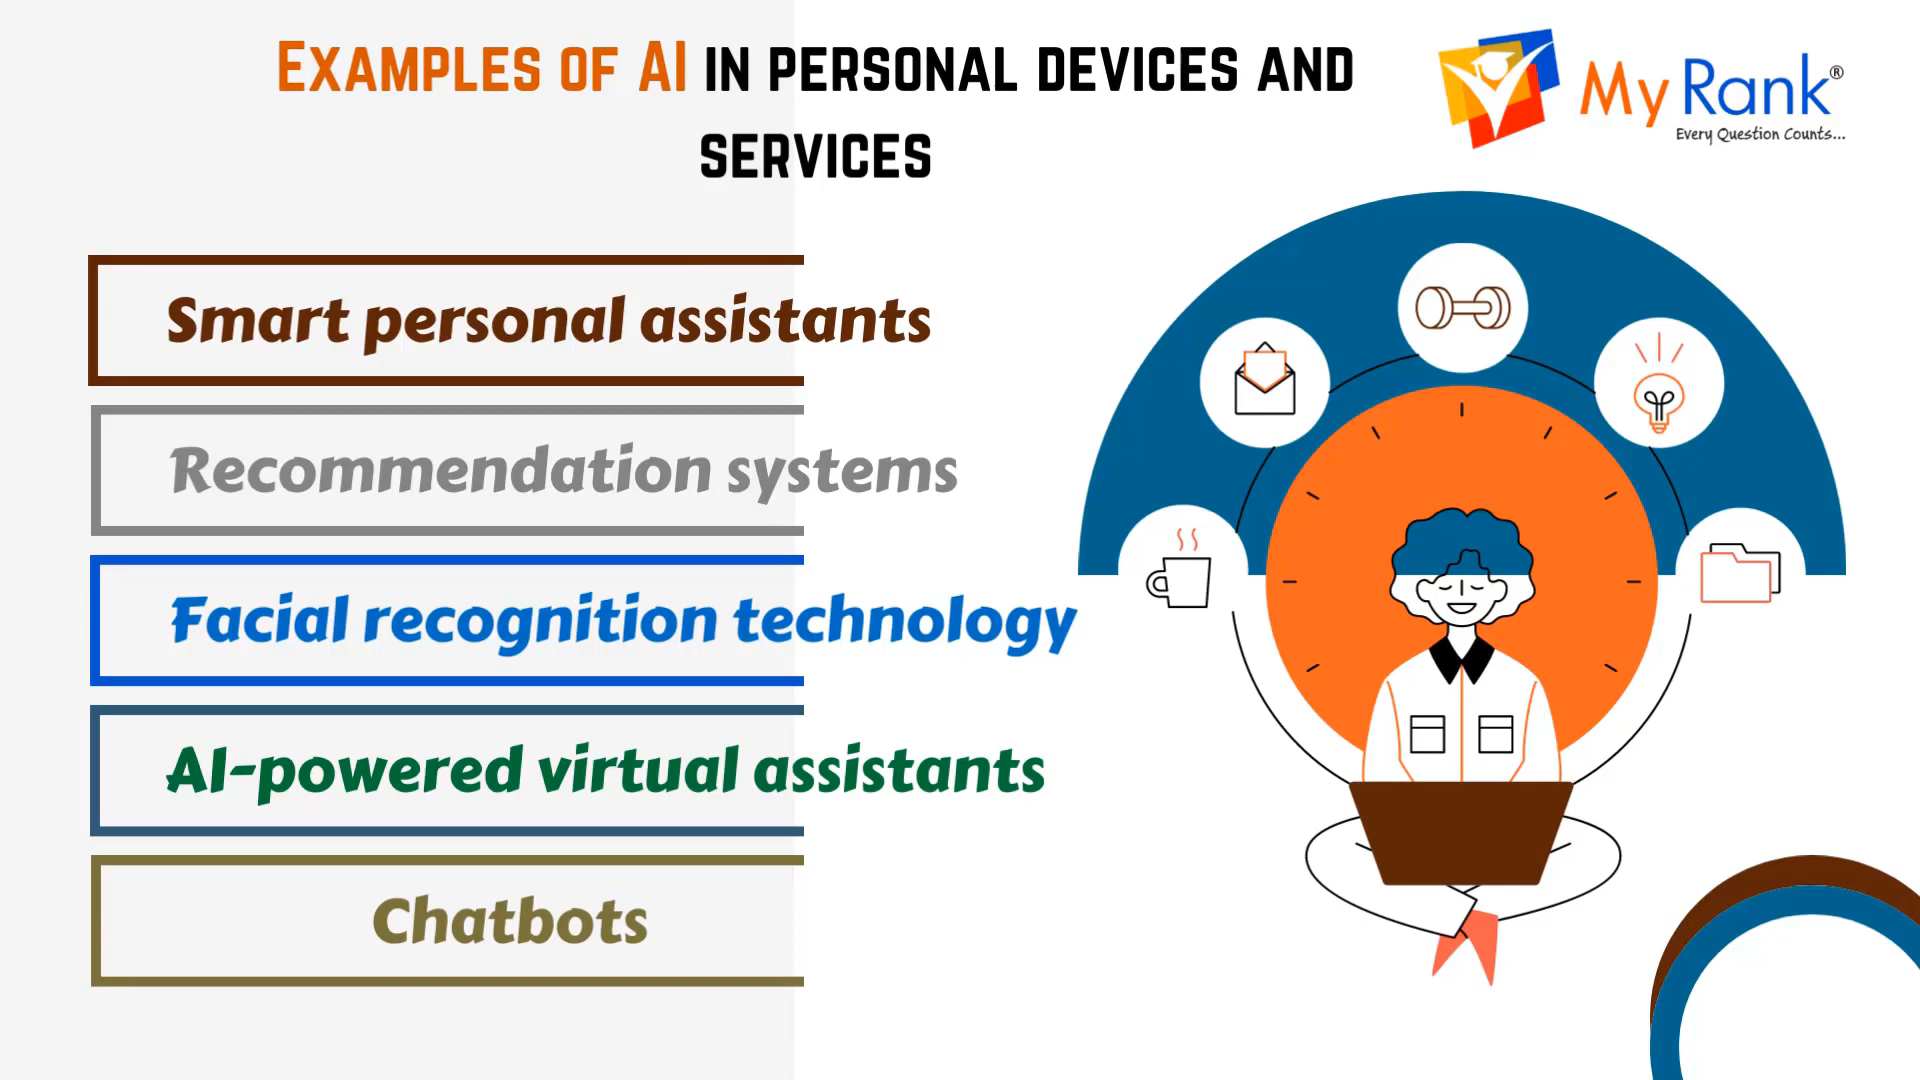 Examples of AI in personal devices and
services
My Rank®
Every Question Counts...
Smart personal assistants
Recommendation systems
Facial recognition technology
AI-powered virtual assistants
Chatbots